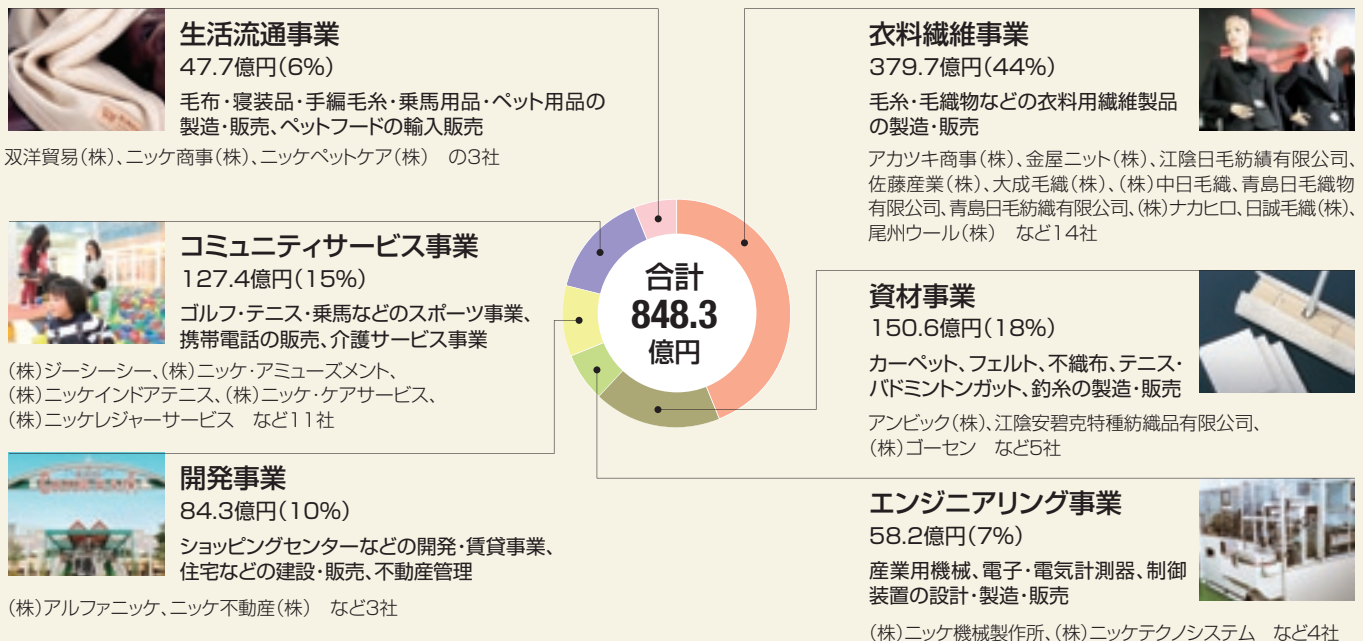 生活流通事業
47.7億円(6%)
毛布・寝装品・手編毛糸・乗馬用品・ペット用品の
製造・販売、ペットフードの輸入販売
双洋貿易(株)、ニッケ商事(株)、ニッケペットケア(株)　の3社
コミュニティサービス事業
127.4億円(15%)
ゴルフ・テニス・乗馬などのスポーツ事業、
携帯電話の販売、介護サービス事業
(株)ジーシーシー、(株)ニッケ・アミューズメント、
(株)ニッケインドアテニス、(株)ニッケ・ケアサービス、
(株)ニッケレジャーサービス　など11社
開発事業
84.3億円(10%)
ショッピングセンターなどの開発・賃貸事業、
住宅などの建設・販売、不動産管理
(株)アルファニッケ、ニッケ不動産(株)　など3社
合計
848.3
億円
衣料繊維事業
379.7億円(44%)
毛糸・毛織物などの衣料用繊維製品
の製造・販売
アカツキ商事(株)、金屋ニット(株)、江陰日毛紡績有限公司、
佐藤産業(株)、大成毛織(株)、(株)中日毛織、青島日毛織物
有限公司、青島日毛紡織有限公司、(株)ナカヒロ、日誠毛織(株)、
尾州ウール(株)　など14社
資材事業
150.6億円(18%)
カーペット、フェルト、不織布、テニス・
バドミントンガット、釣糸の製造・販売
アンビック(株)、江陰安碧克特種紡織品有限公司、
(株)ゴーセン　など5社
エンジニアリング事業
58.2億円(7%)
産業用機械、電子・電気計測器、制御
装置の設計・製造・販売
(株)ニッケ機械製作所、(株)ニッケテクノシステム　など4社